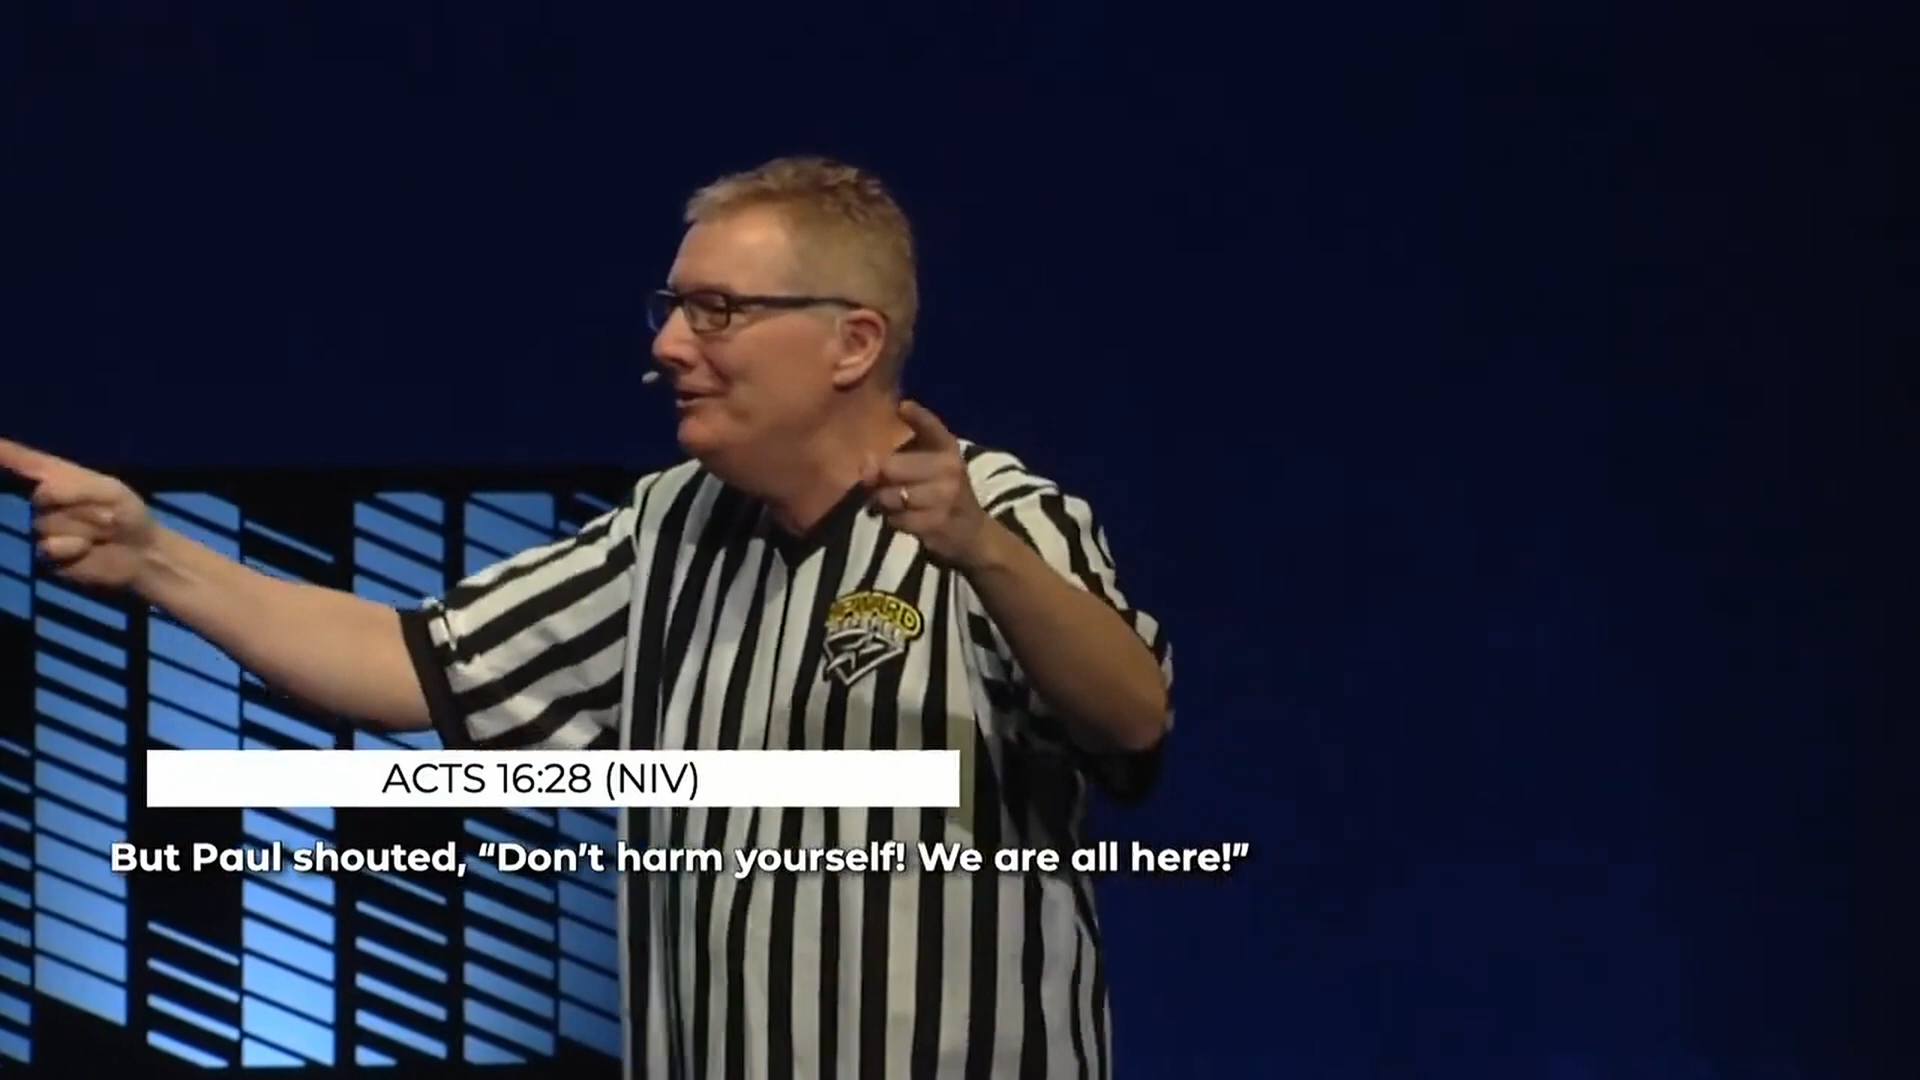 ACTS 16:28 (NIV)
But Paul shouted, “Don’t harm yourself! We are all here!”